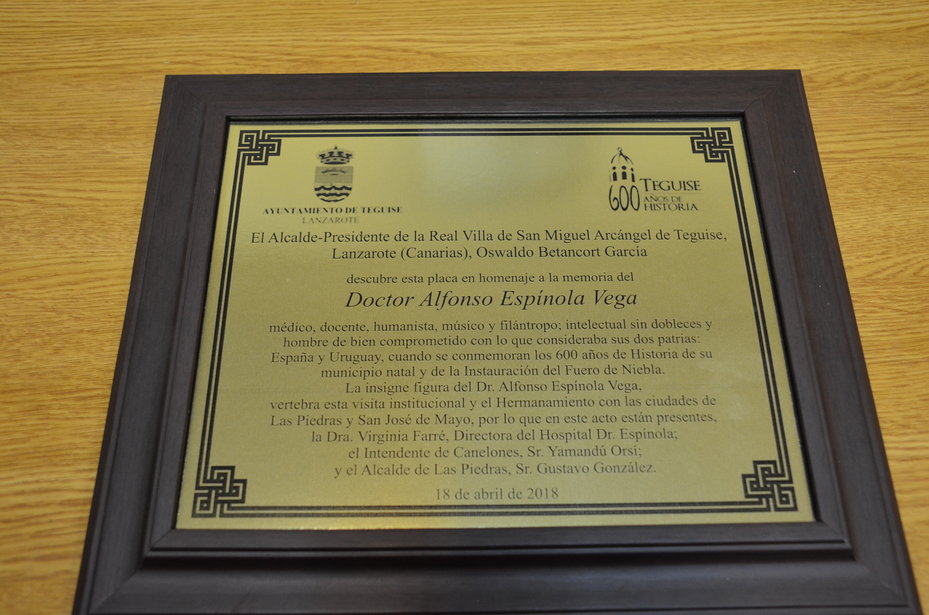 AYUNTAMIENTO DE TEGUISE
LANZAROTE
600 TEGUISE
AÑOS DE
HISTORIA
El Alcalde-Presidente de la Real Villa de San Miguel Arcángel de Teguise,
Lanzarote (Canarias), Oswaldo Betancort García
descubre esta placa en homenaje a la memoria del
Doctor Alfonso Espínola Vega
médico, docente, humanista, músico y filántropo; intelectual sin dobleces y
hombre de bien comprometido con lo que consideraba sus dos patrias:
España y Uruguay, cuando se conmemoran los 600 años de Historia de su
municipio natal y de la Instauración del Fuero de Niebla.
La insigne figura del Dr. Alfonso Espínola Vega,
vertebra esta visita institucional y el Hermanamiento con las ciudades de
Las Piedras y San José de Mayo, por lo que en este acto están presentes,
la Dra. Virginia Farré, Directora del Hospital Dr. Espínola;
el Intendente de Canelones, Sr. Yamandú Orsí;
y el Alcalde de Las Piedras, Sr. Gustavo González.
18 de abril de 2018